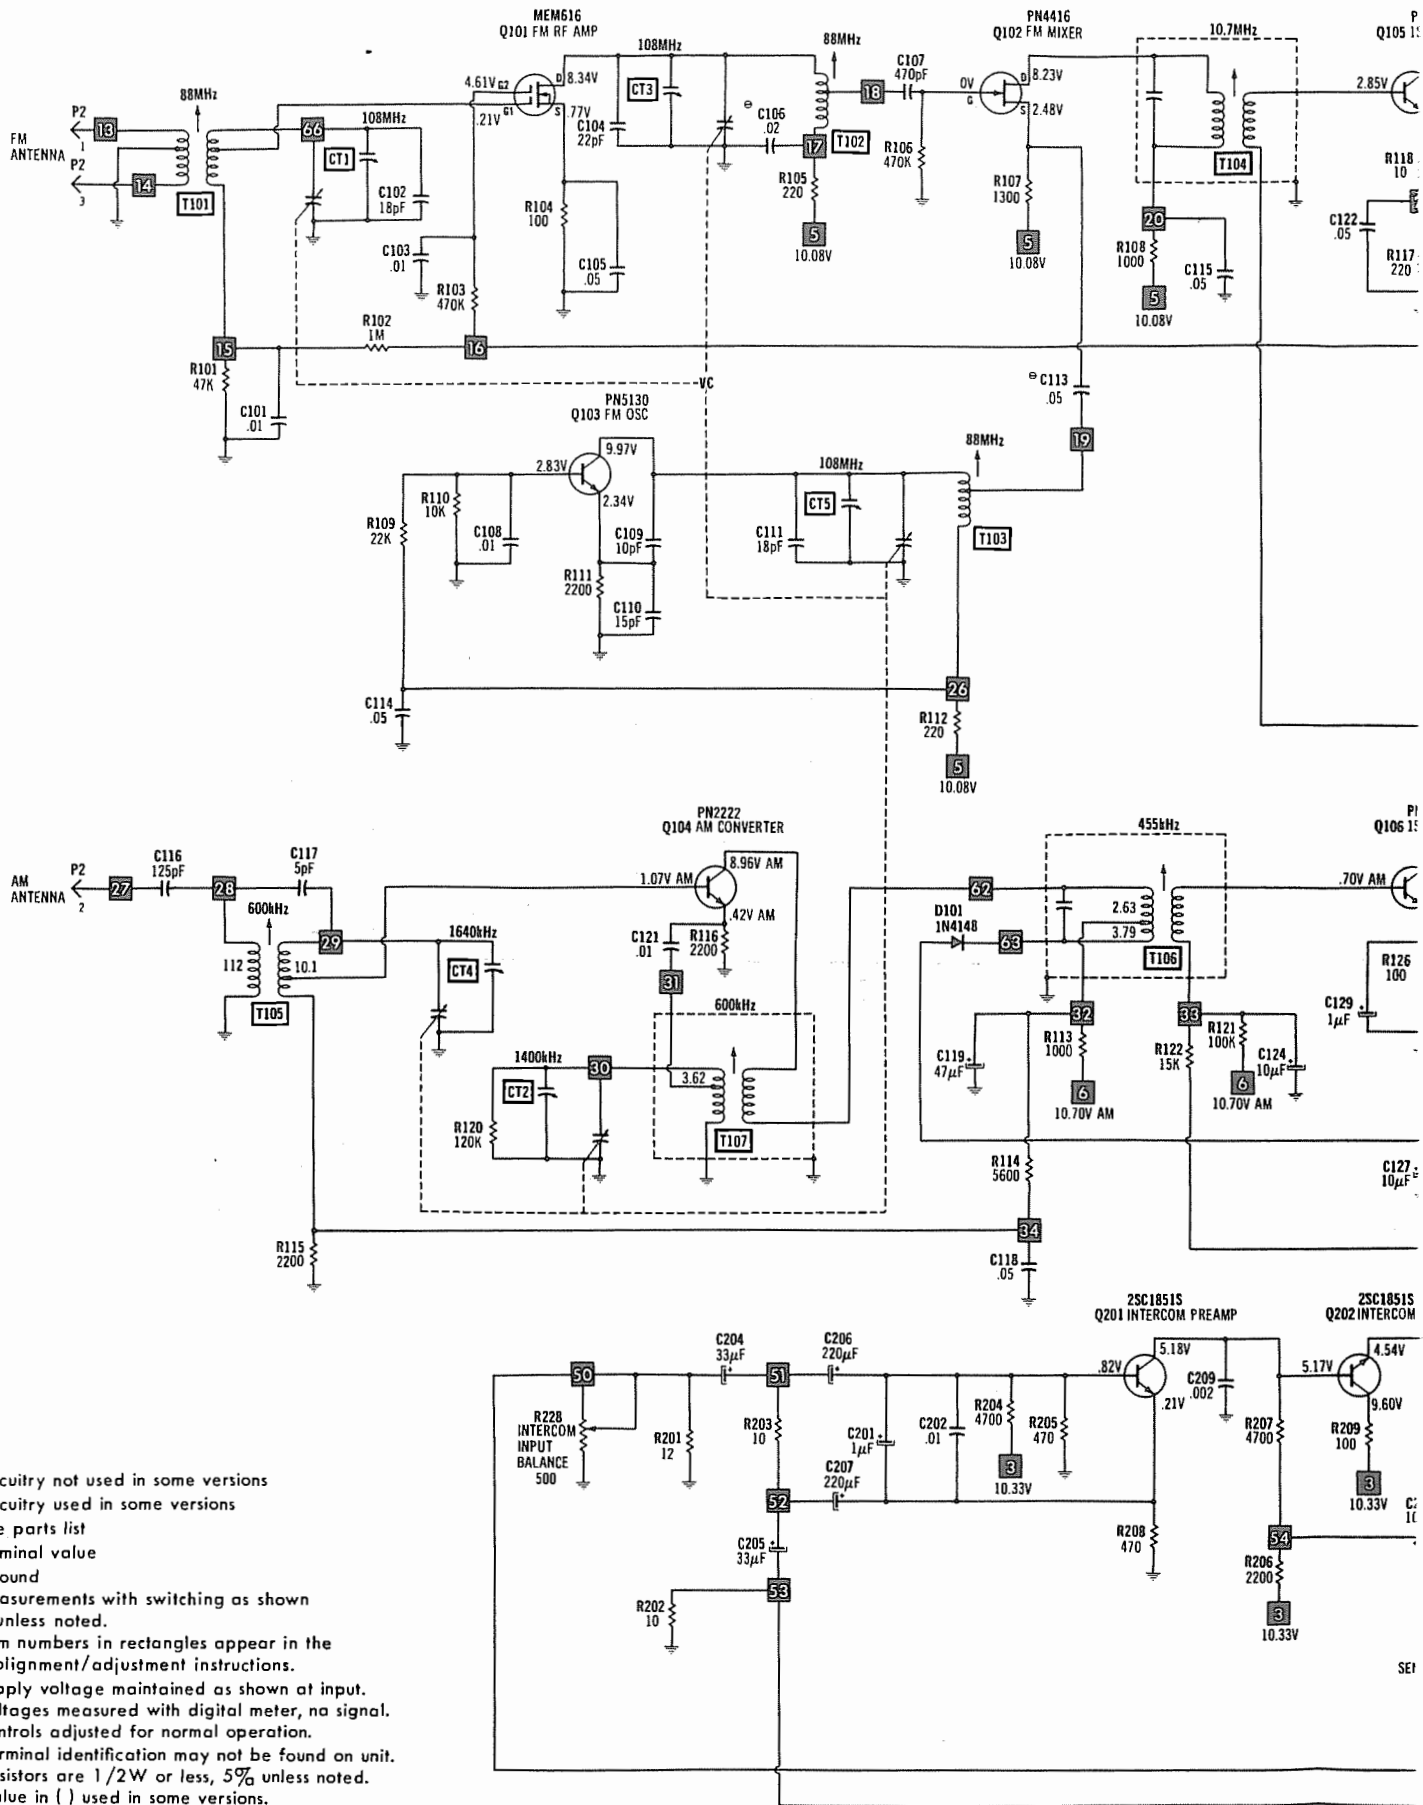 MEM616
Q101 FM RF AMP
PN4416
Q102 FM MIXER
Q105
108MHz
88MHz
10.7MHz
C107
470pF
18
0V
G
D
8.23V
S
2.48V
4.61V
G2
G1
.21V
D
8.34V
S
.77V
CT3
C104
22pF
⊖
C106
.02
T102
17
R105
220
5
10.08V
R106
470K
R107
1300
5
10.08V
T104
20
R108
1000
5
10.08V
C115
.05
2.85V
R118
10
C122
.05
R117
220
P2
1
13
FM
ANTENNA
P2
3
14
88MHz
T101
66
108MHz
CT1
C102
18pF
C103
.01
R104
100
C105
.05
R103
470K
R102
1M
15
16
R101
47K
C101
.01
VC
⊖ C113
.05
19
PN5130
Q103 FM OSC
9.97V
2.83V
2.34V
R110
10K
R109
22K
C108
.01
C109
10pF
R111
2200
C110
15pF
108MHz
CT5
C111
18pF
88MHz
T103
C114
.05
26
R112
220
5
10.08V
PN2222
Q104 AM CONVERTER
8.96V AM
1.07V AM
.42V AM
C121
.01
R116
2200
31
AM
ANTENNA
P2
2
27
C116
125pF
28
C117
5pF
600kHz
29
112
10.1
T105
1640kHz
CT4
1400kHz
CT2
30
R120
120K
600kHz
3.62
T107
455kHz
62
D101
1N4148
63
2.63
3.79
T106
Q106
.70V AM
R126
100
C129
1µF
32
R113
1000
6
10.70V AM
C119
47µF
33
R122
15K
R121
100K
6
10.70V AM
C124
10µF
R114
5600
34
C118
.05
R115
2200
C127
10µF
2SC1851S
Q201 INTERCOM PREAMP
2SC1851S
Q202 INTERCOM
50
R228
INTERCOM
INPUT
BALANCE
500
R201
12
C204
33µF
51
C206
220µF
R203
10
C201
1µF
C202
.01
R204
4700
R205
470
3
10.33V
C207
220µF
52
C205
33µF
53
R202
10
.82V
5.18V
.21V
C209
.002
R208
470
5.17V
4.54V
9.60V
R207
4700
R209
100
3
10.33V
54
R206
2200
3
10.33V
cuitry not used in some versions
cuitry used in some versions
e parts list
minal value
ound
asurements with switching as shown
unless noted.
m numbers in rectangles appear in the
alignment/adjustment instructions.
pply voltage maintained as shown at input.
ltages measured with digital meter, no signal.
ntrols adjusted for normal operation.
rminal identification may not be found on unit.
sistors are 1/2W or less, 5% unless noted.
alue in ( ) used in some versions.